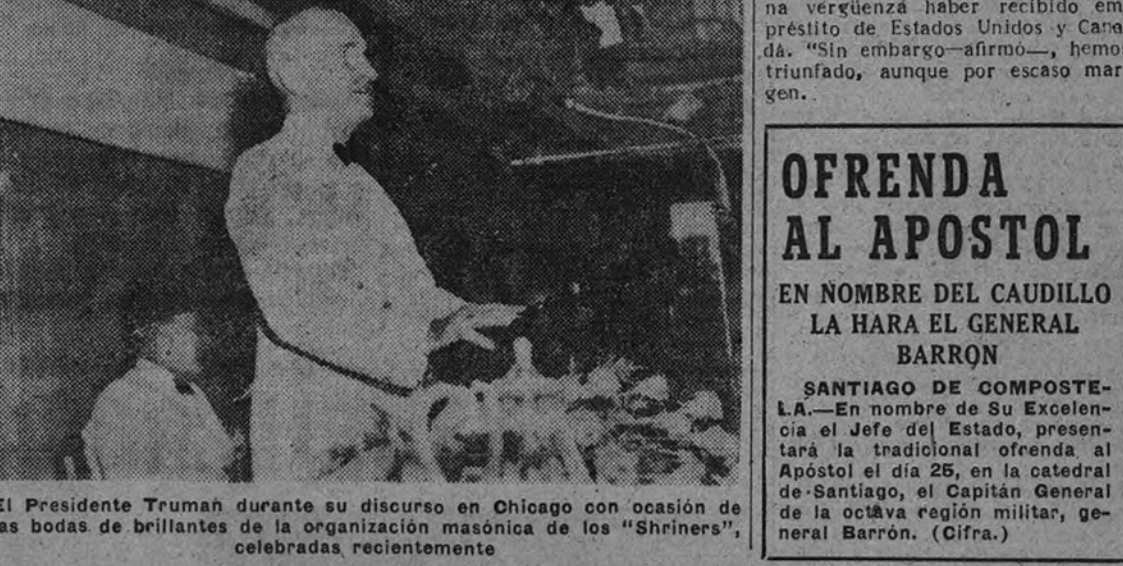 El Presidente Truman durante su discurso en Chicago con ocasión de
as bodas de brillantes de la organización masónica de los "Shriners",
celebradas recientemente
na vergüenza haber recibido em
préstito de Estados Unidos y Cana
dá. "Sin embargo—afirmó—, hemo
triunfado, aunque por escaso mar
gen.
OFRENDA
AL APOSTOL
EN NOMBRE DEL CAUDILLO
LA HARA EL GENERAL
BARRON
SANTIAGO DE COMPOSTE-
LA.—En nombre de Su Excelen-
cia el Jefe del Estado, presen-
tará la tradicional ofrenda al
Apóstol el día 25, en la catedral
de Santiago, el Capitán General
de la octava región militar, ge-
neral Barrón. (Cifra.)